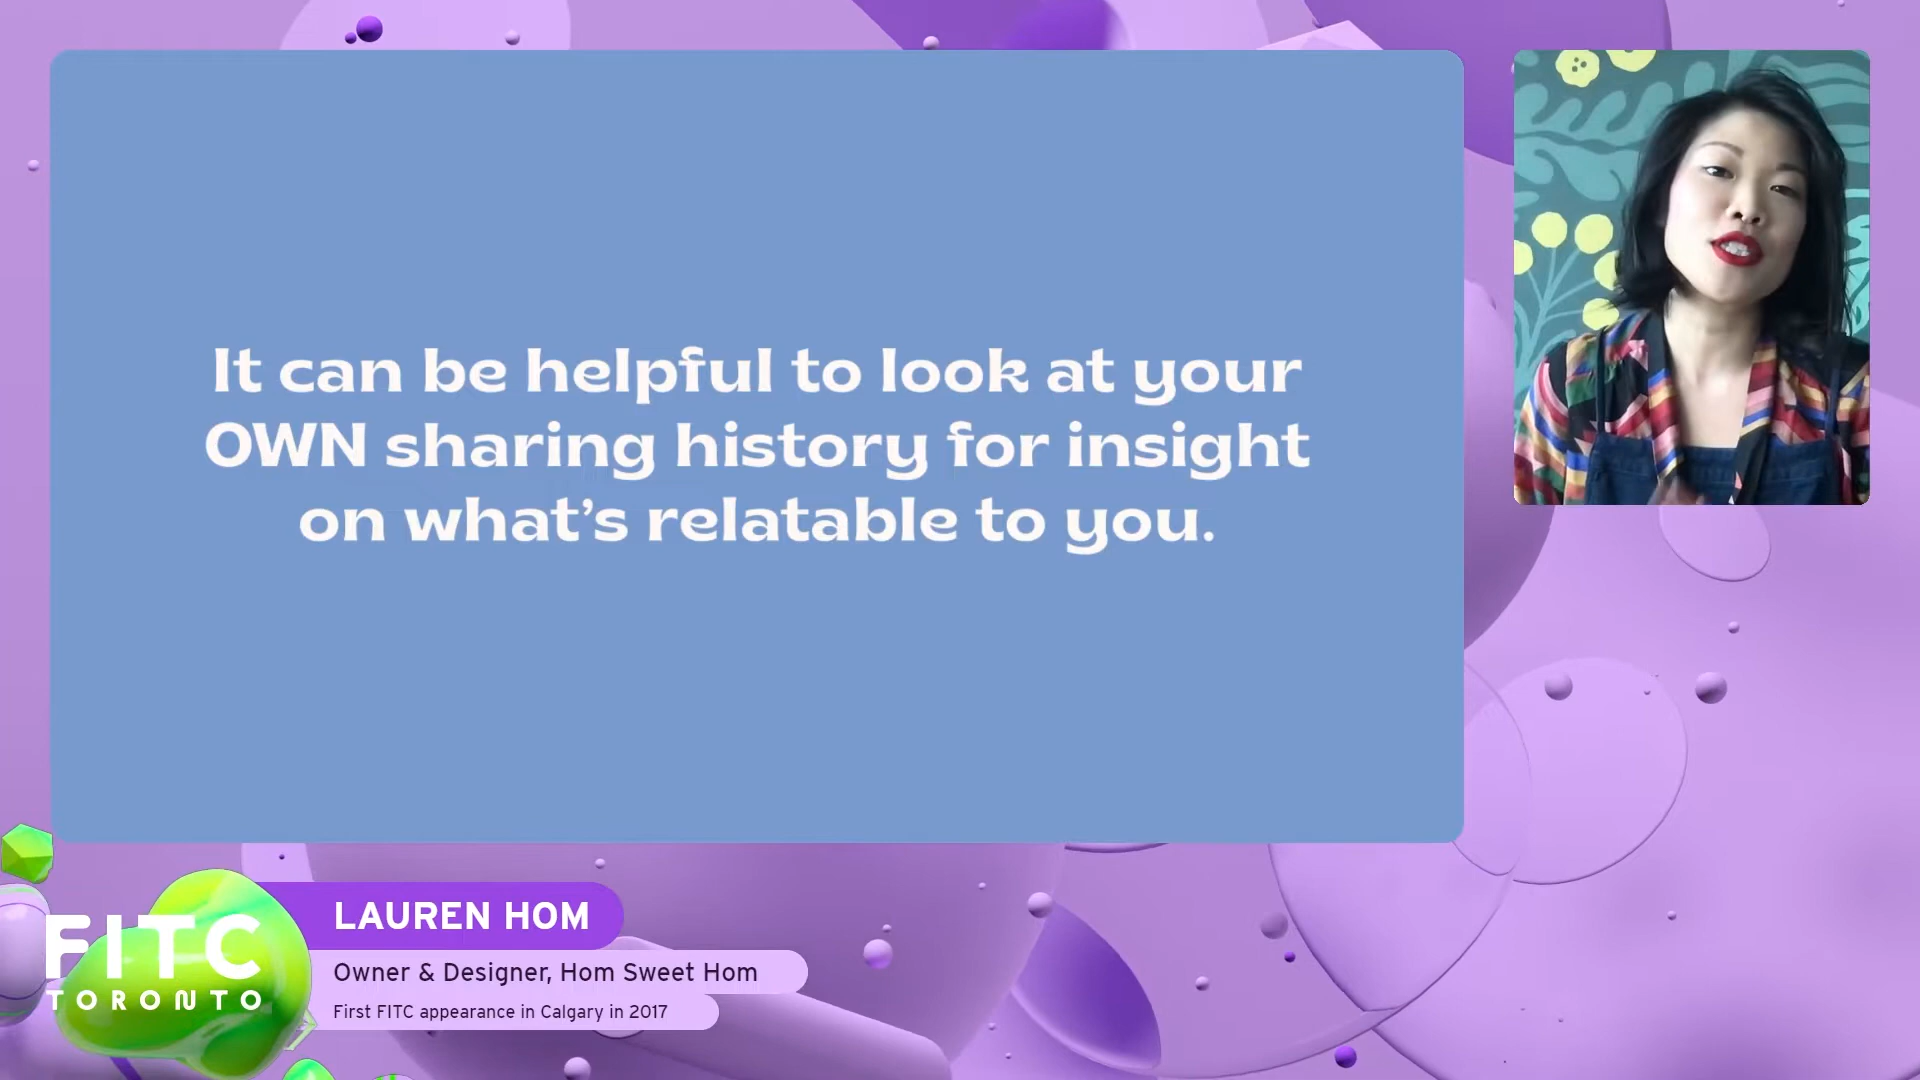 It can be helpful to look at your
OWN sharing history for insight
on what's relatable to you.
LAUREN HOM
Owner & Designer, Hom Sweet Hom
First FITC appearance in Calgary in 2017
FITC
TORONTO